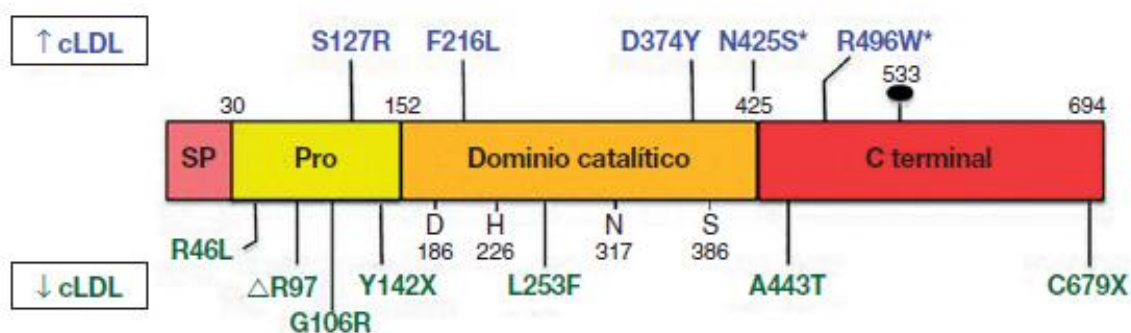 ↑ cLDL
S127R F216L D374Y N425S* R496W*
533
30 152 425 694
SP Pro Dominio catalítico C terminal
D H N S
186 226 317 386
R46L
↓ cLDL
△R97 Y142X L253F A443T C679X
G106R